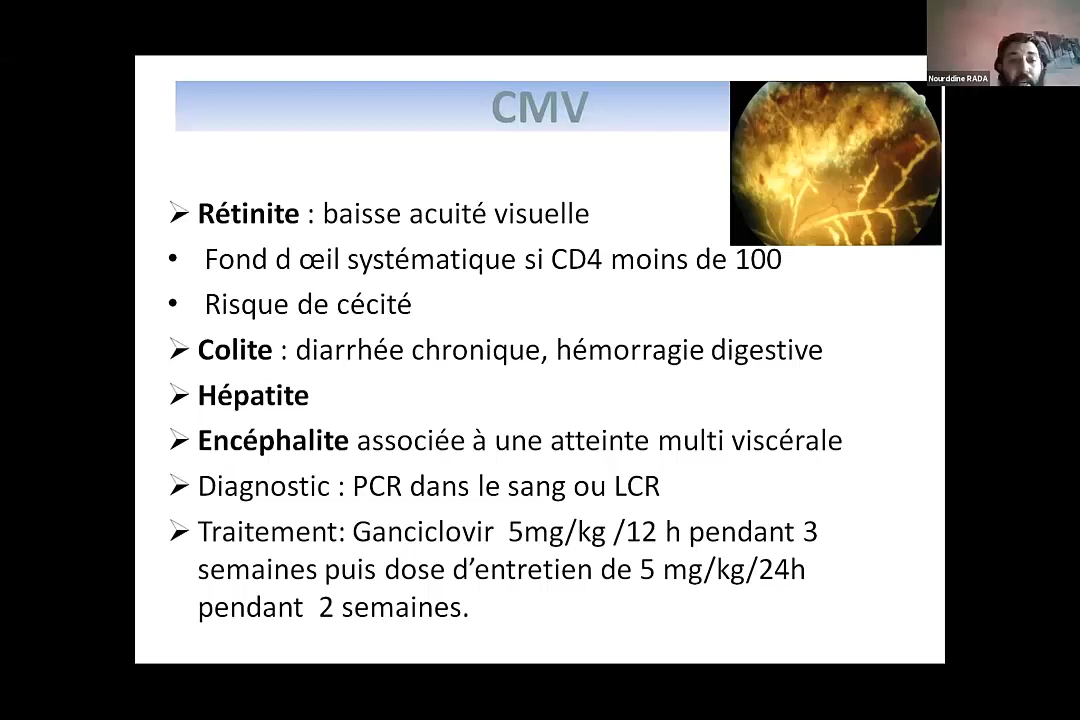 CMV
Nourddine RADA
➢ Rétinite : baisse acuité visuelle
• Fond d œil systématique si CD4 moins de 100
• Risque de cécité
➢ Colite : diarrhée chronique, hémorragie digestive
➢ Hépatite
➢ Encéphalite associée à une atteinte multi viscérale
➢ Diagnostic : PCR dans le sang ou LCR
➢ Traitement: Ganciclovir 5mg/kg /12 h pendant 3
semaines puis dose d’entretien de 5 mg/kg/24h
pendant 2 semaines.